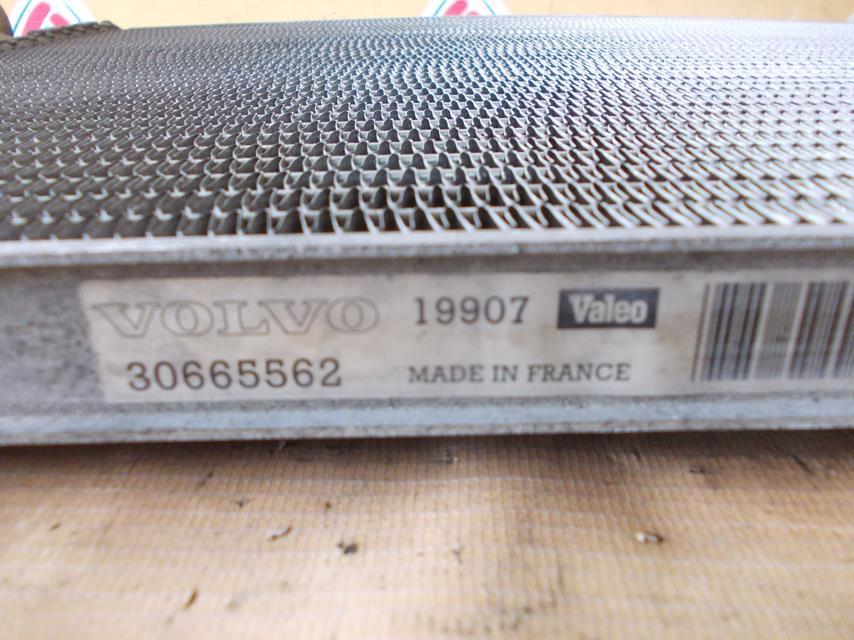 VOLVO 19907 Valeo
30665562 MADE IN FRANCE